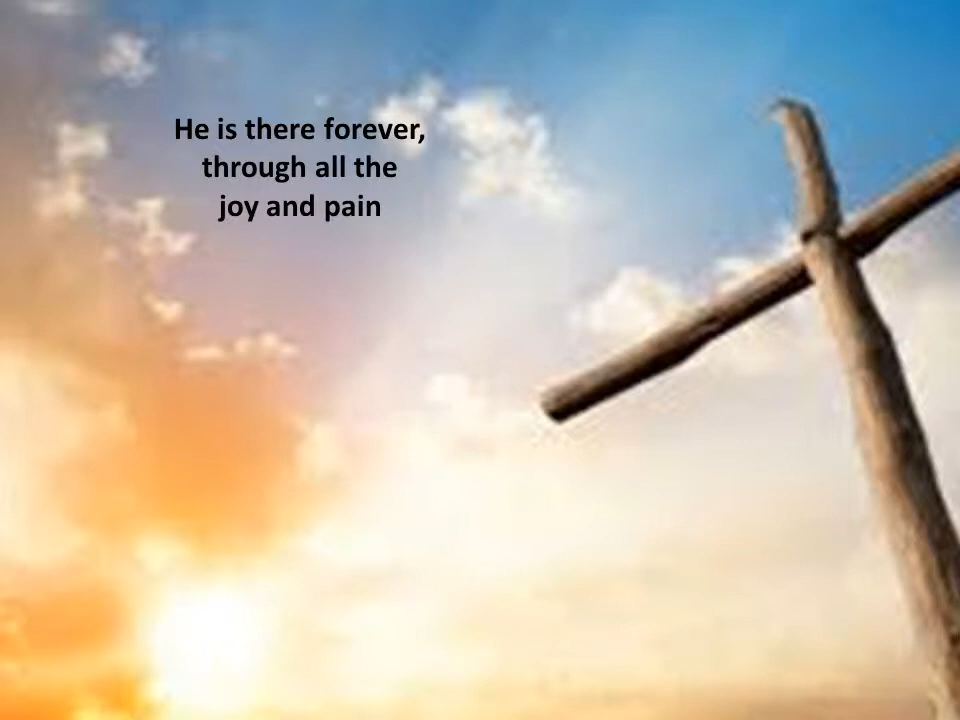 He is there forever,
through all the
joy and pain